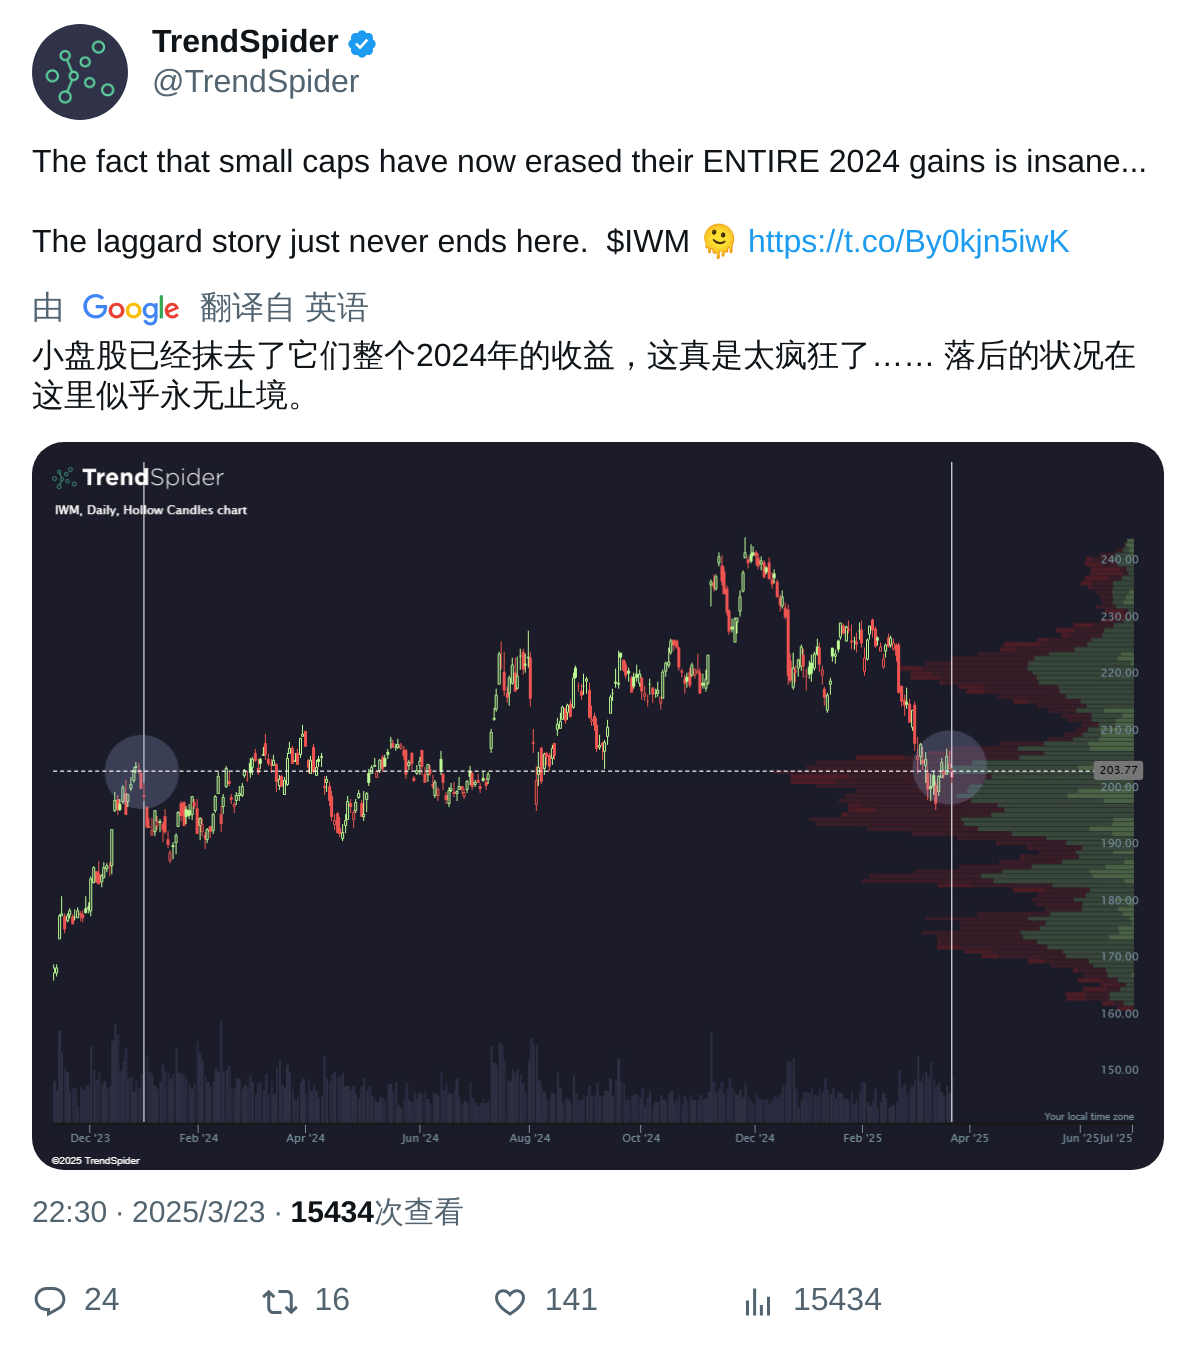 TrendSpider
@TrendSpider
The fact that small caps have now erased their ENTIRE 2024 gains is insane...
The laggard story just never ends here.  $IWM 🫠 https://t.co/By0kjn5iwK
由 Google 翻译自 英语
小盘股已经抹去了它们整个2024年的收益，这真是太疯狂了…… 落后的状况在
这里似乎永无止境。
TrendSpider
IWM, Daily, Hollow Candles chart
240.00
230.00
220.00
210.00
203.77
200.00
190.00
180.00
170.00
160.00
150.00
Your local time zone
Dec '23 Feb '24 Apr '24 Jun '24 Aug '24 Oct '24 Dec '24 Feb '25 Apr '25 Jun '25 Jul '25
©2025 TrendSpider
22:30 · 2025/3/23 · 15434次查看
24 16 141 15434